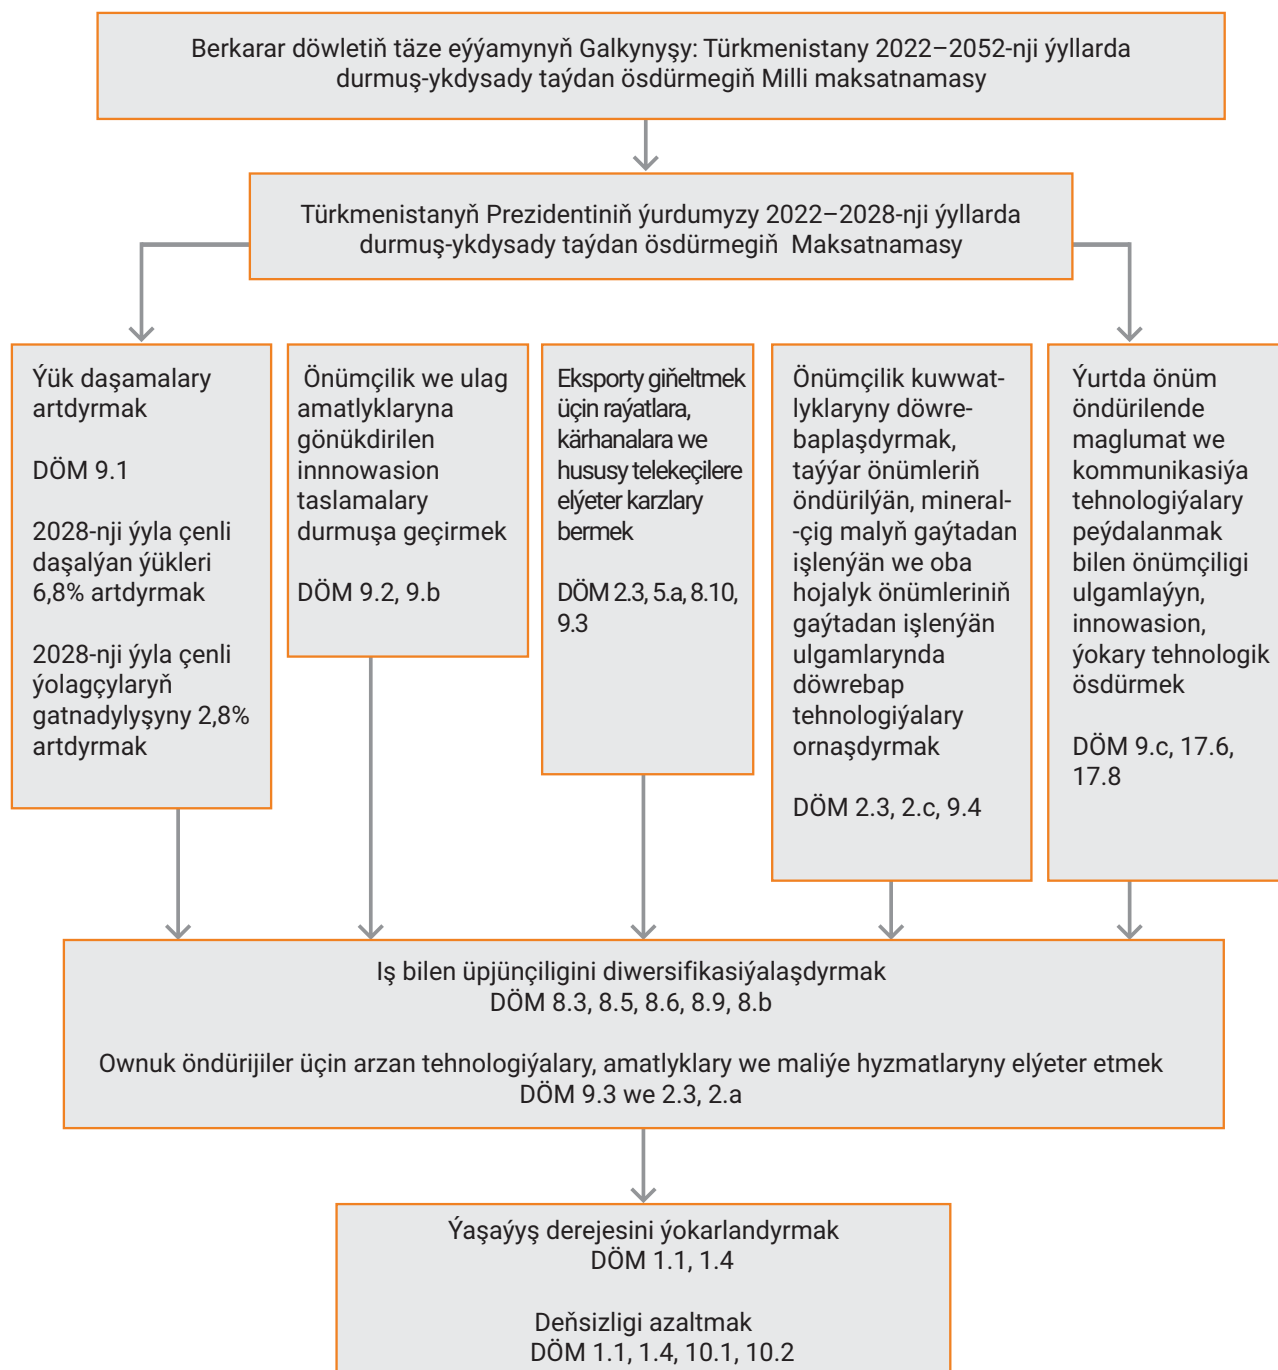 Berkarar döwletiň täze eýýamynyň Galkynyşy: Türkmenistany 2022–2052-nji ýyllarda
durmuş-ykdysady taýdan ösdürmegiň Milli maksatnamasy
Türkmenistanyň Prezidentiniň ýurdumyzy 2022–2028-nji ýyllarda
durmuş-ykdysady taýdan ösdürmegiň Maksatnamasy
Ýük daşamalary
artdyrmak
DÖM 9.1
2028-nji ýyla çenli
daşalýan ýükleri
6,8% artdyrmak
2028-nji ýyla çenli
ýolagçylaryň
gatnadylyşyny 2,8%
artdyrmak
Önümçilik we ulag
amatlyklaryna
gönükdirilen
innnowasion
taslamalary
durmuşa geçirmek
DÖM 9.2, 9.b
Eksporty giňeltmek
üçin raýatlara,
kärhanalara we
hususy telekeçilere
elýeter karzlary
bermek
DÖM 2.3, 5.a, 8.10,
9.3
Önümçilik kuwwat-
lyklaryny döwre-
baplaşdyrmak,
taýýar önümleriň
öndürilýän, mineral-
-çig malyň gaýtadan
işlenýän we oba
hojalyk önümleriniň
gaýtadan işlenýän
ulgamlarynda
döwrebap
tehnologiýalary
ornaşdyrmak
DÖM 2.3, 2.c, 9.4
Ýurtda önüm
öndürilende
maglumat we
kommunikasiýa
tehnologiýalary
peýdalanmak
bilen önümçiligi
ulgamlaýyn,
innowasion,
ýokary tehnologik
ösdürmek
DÖM 9.c, 17.6,
17.8
Iş bilen üpjünçiligini diwersifikasiýalaşdyrmak
DÖM 8.3, 8.5, 8.6, 8.9, 8.b
Ownuk öndürijiler üçin arzan tehnologiýalary, amatlyklary we maliýe hyzmatlaryny elýeter etmek
DÖM 9.3 we 2.3, 2.a
Ýaşaýyş derejesini ýokarlandyrmak
DÖM 1.1, 1.4
Deňsizligi azaltmak
DÖM 1.1, 1.4, 10.1, 10.2